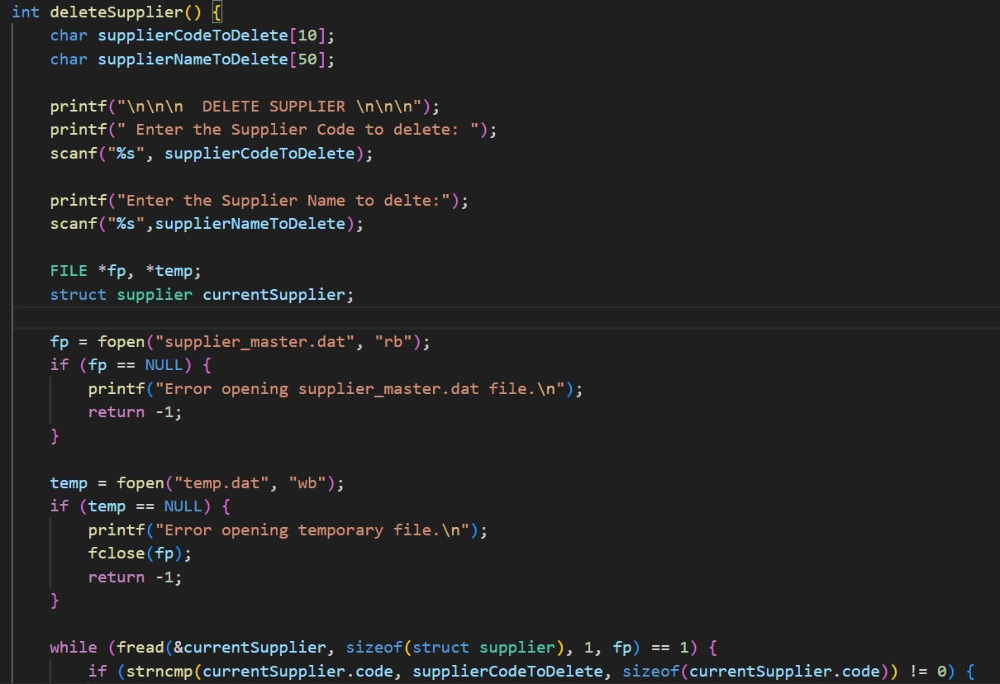 int deleteSupplier() {
    char supplierCodeToDelete[10];
    char supplierNameToDelete[50];

    printf("\n\n\n  DELETE SUPPLIER \n\n\n");
    printf(" Enter the Supplier Code to delete: ");
    scanf("%s", supplierCodeToDelete);

    printf("Enter the Supplier Name to delte:");
    scanf("%s",supplierNameToDelete);

    FILE *fp, *temp;
    struct supplier currentSupplier;

    fp = fopen("supplier_master.dat", "rb");
    if (fp == NULL) {
        printf("Error opening supplier_master.dat file.\n");
        return -1;
    }

    temp = fopen("temp.dat", "wb");
    if (temp == NULL) {
        printf("Error opening temporary file.\n");
        fclose(fp);
        return -1;
    }

    while (fread(&currentSupplier, sizeof(struct supplier), 1, fp) == 1) {
        if (strncmp(currentSupplier.code, supplierCodeToDelete, sizeof(currentSupplier.code)) != 0) {